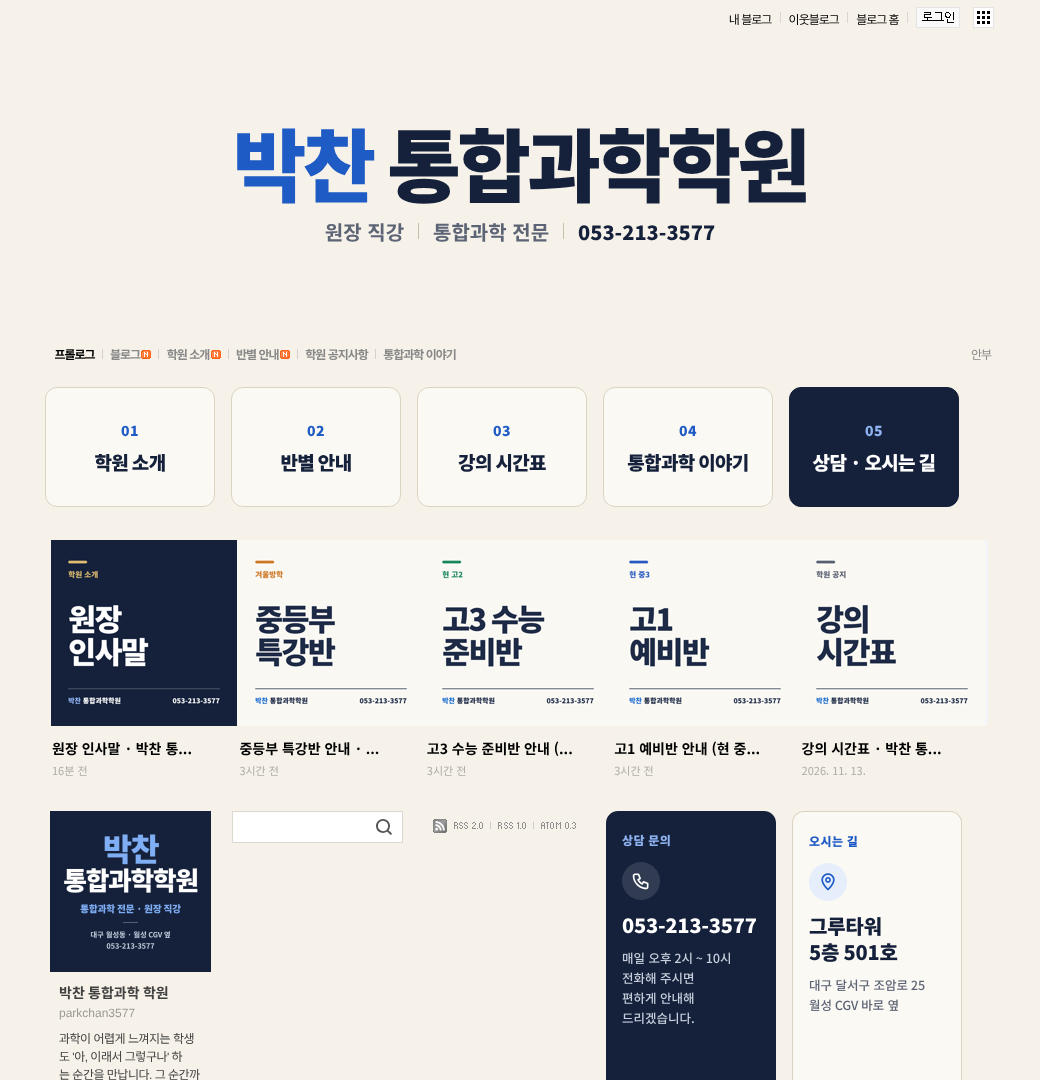 내 블로그 이웃블로그 블로그 홈 로그인
박찬 통합과학학원
원장 직강 통합과학 전문 053-213-3577
프롤로그 블로그 N 학원 소개 N 반별 안내 N 학원 공지사항 통합과학 이야기 안부
01 02 03 04 05
학원 소개 반별 안내 강의 시간표 통합과학 이야기 상담 · 오시는 길
학원 소개
원장
인사말
박찬 통합과학학원 053-213-3577
겨울방학
중등부
특강반
박찬 통합과학학원 053-213-3577
현 고2
고3 수능
준비반
박찬 통합과학학원 053-213-3577
현 중3
고1
예비반
박찬 통합과학학원 053-213-3577
학원 공지
강의
시간표
박찬 통합과학학원 053-213-3577
원장 인사말 · 박찬 통...
16분 전
중등부 특강반 안내 · ...
3시간 전
고3 수능 준비반 안내 (...
3시간 전
고1 예비반 안내 (현 중...
3시간 전
강의 시간표 · 박찬 통...
2026. 11. 13.
박찬
통합과학학원
통합과학 전문 · 원장 직강
대구 월성동 · 월성 CGV 옆
053-213-3577
박찬 통합과학 학원
parkchan3577
과학이 어렵게 느껴지는 학생
도 '아, 이래서 그렇구나' 하
는 순간을 만납니다. 그 순간까
RSS 2.0 RSS 1.0 ATOM 0.3
상담 문의
053-213-3577
매일 오후 2시 ~ 10시
전화해 주시면
편하게 안내해
드리겠습니다.
오시는 길
그루타워
5층 501호
대구 달서구 조암로 25
월성 CGV 바로 옆